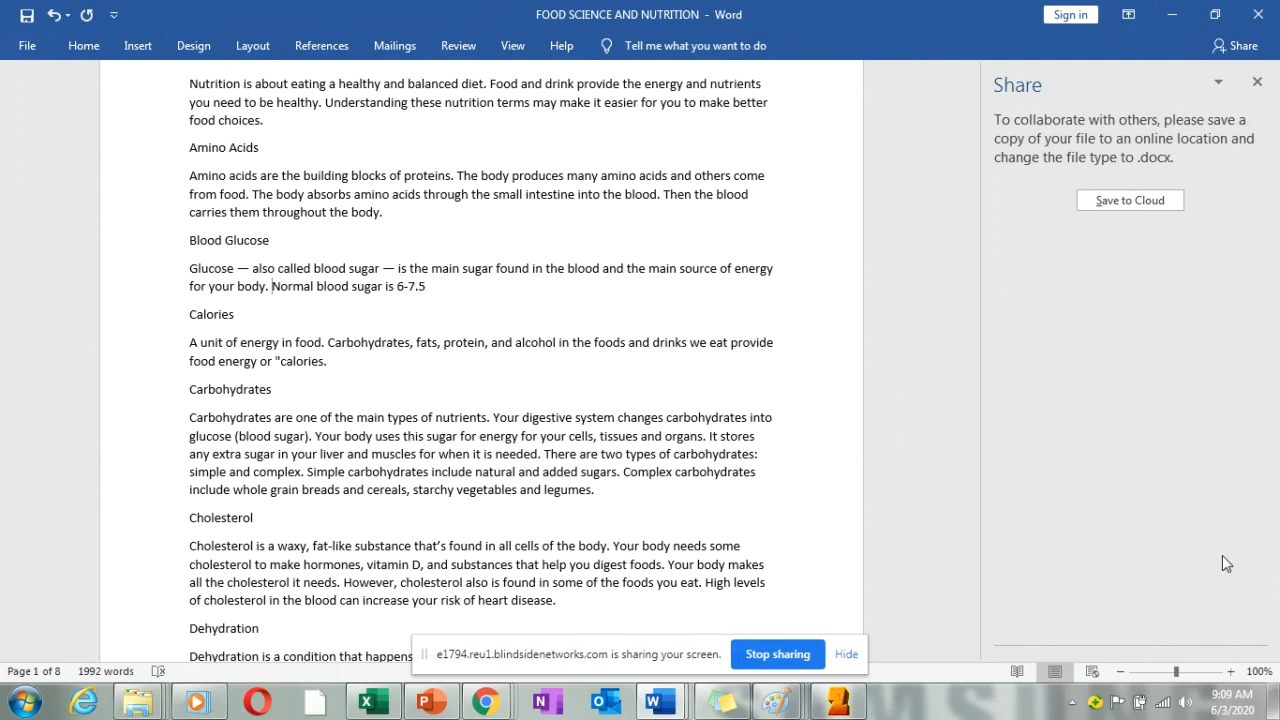 FOOD SCIENCE AND NUTRITION - Word
Sign in
File Home Insert Design Layout References Mailings Review View Help Tell me what you want to do Share
Nutrition is about eating a healthy and balanced diet. Food and drink provide the energy and nutrients
you need to be healthy. Understanding these nutrition terms may make it easier for you to make better
food choices.
Amino Acids
Amino acids are the building blocks of proteins. The body produces many amino acids and others come
from food. The body absorbs amino acids through the small intestine into the blood. Then the blood
carries them throughout the body.
Blood Glucose
Glucose — also called blood sugar — is the main sugar found in the blood and the main source of energy
for your body. Normal blood sugar is 6-7.5
Calories
A unit of energy in food. Carbohydrates, fats, protein, and alcohol in the foods and drinks we eat provide
food energy or "calories.
Carbohydrates
Carbohydrates are one of the main types of nutrients. Your digestive system changes carbohydrates into
glucose (blood sugar). Your body uses this sugar for energy for your cells, tissues and organs. It stores
any extra sugar in your liver and muscles for when it is needed. There are two types of carbohydrates:
simple and complex. Simple carbohydrates include natural and added sugars. Complex carbohydrates
include whole grain breads and cereals, starchy vegetables and legumes.
Cholesterol
Cholesterol is a waxy, fat-like substance that’s found in all cells of the body. Your body needs some
cholesterol to make hormones, vitamin D, and substances that help you digest foods. Your body makes
all the cholesterol it needs. However, cholesterol also is found in some of the foods you eat. High levels
of cholesterol in the blood can increase your risk of heart disease.
Dehydration
Dehydration is a condition that happens
Share
To collaborate with others, please save a
copy of your file to an online location and
change the file type to .docx.
Save to Cloud
e1794.reu1.blindsidenetworks.com is sharing your screen. Stop sharing Hide
Page 1 of 8 1992 words 100%
9:09 AM
6/3/2020